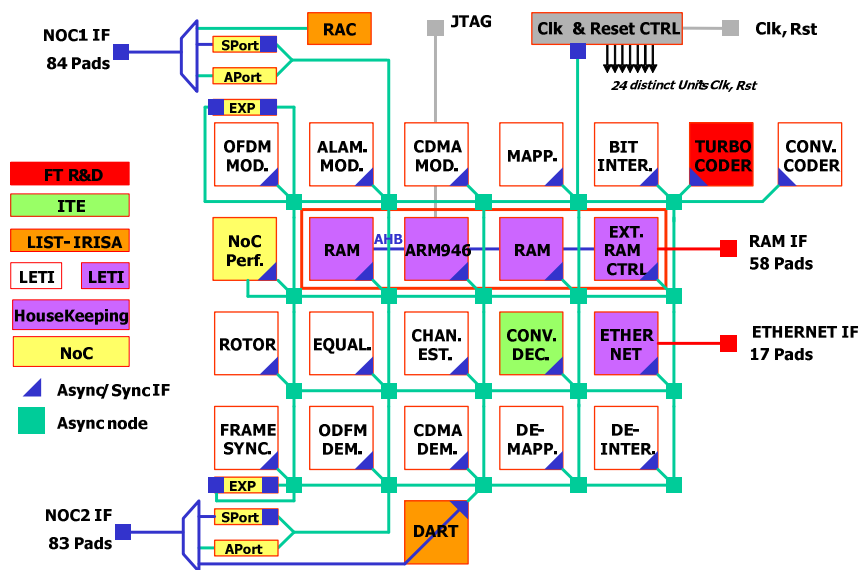 NOC1 IF
84 Pads
SPort
APort
EXP
RAC
JTAG
Clk & Reset CTRL
Clk, Rst
24 distinct Units Clk, Rst
OFDM
MOD.
ALAM.
MOD.
CDMA
MOD.
MAPP.
BIT
INTER.
TURBO
CODER
CONV.
CODER
FT R&D
ITE
LIST-IRISA
LETI
LETI
HouseKeeping
NoC
Async/Sync IF
Async node
NoC
Perf.
RAM
AHB
ARM946
RAM
EXT.
RAM
CTRL
RAM IF
58 Pads
ROTOR
EQUAL.
CHAN.
EST.
CONV.
DEC.
ETHER
NET
ETHERNET IF
17 Pads
FRAME
SYNC.
ODFM
DEM.
CDMA
DEM.
DE-
MAPP.
DE-
INTER.
EXP
SPort
APort
NOC2 IF
83 Pads
DART